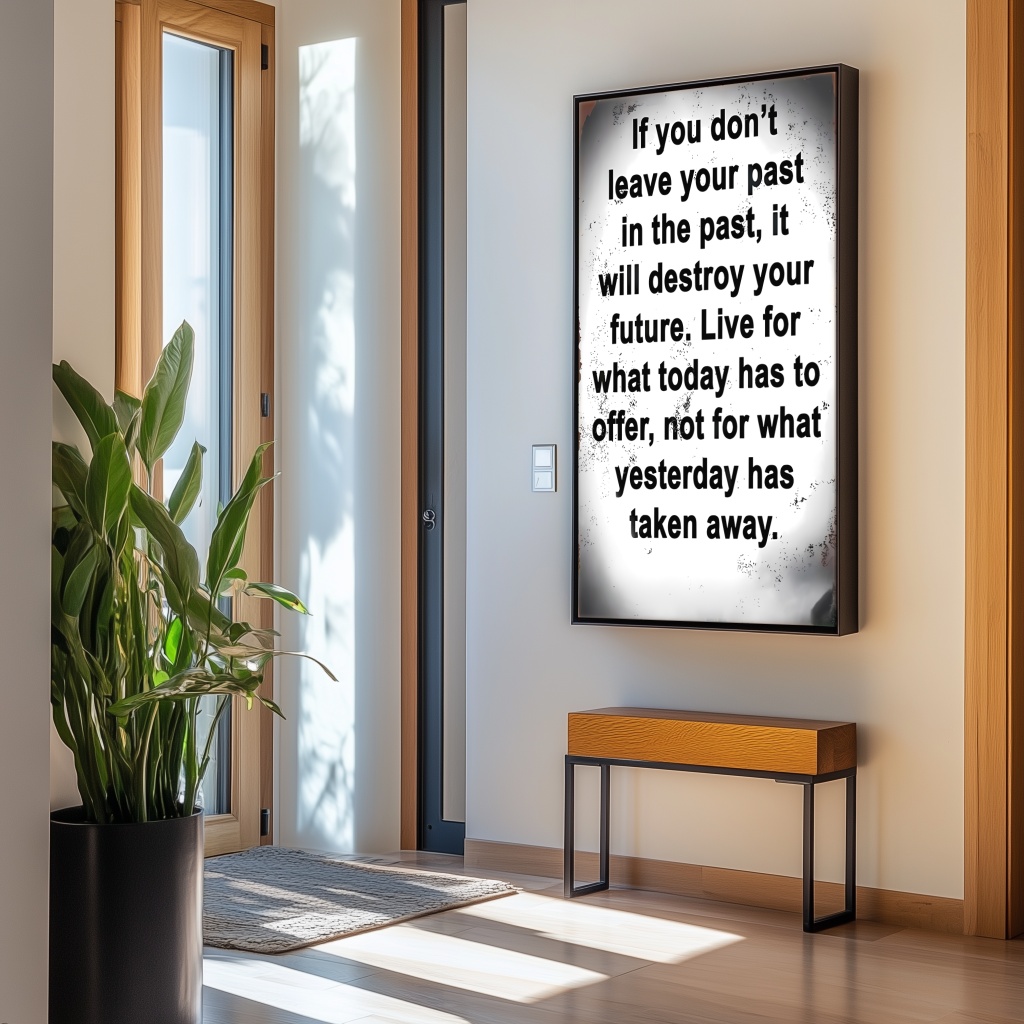 If you don’t
leave your past
in the past, it
will destroy your
future. Live for
what today has to
offer, not for what
yesterday has
taken away.